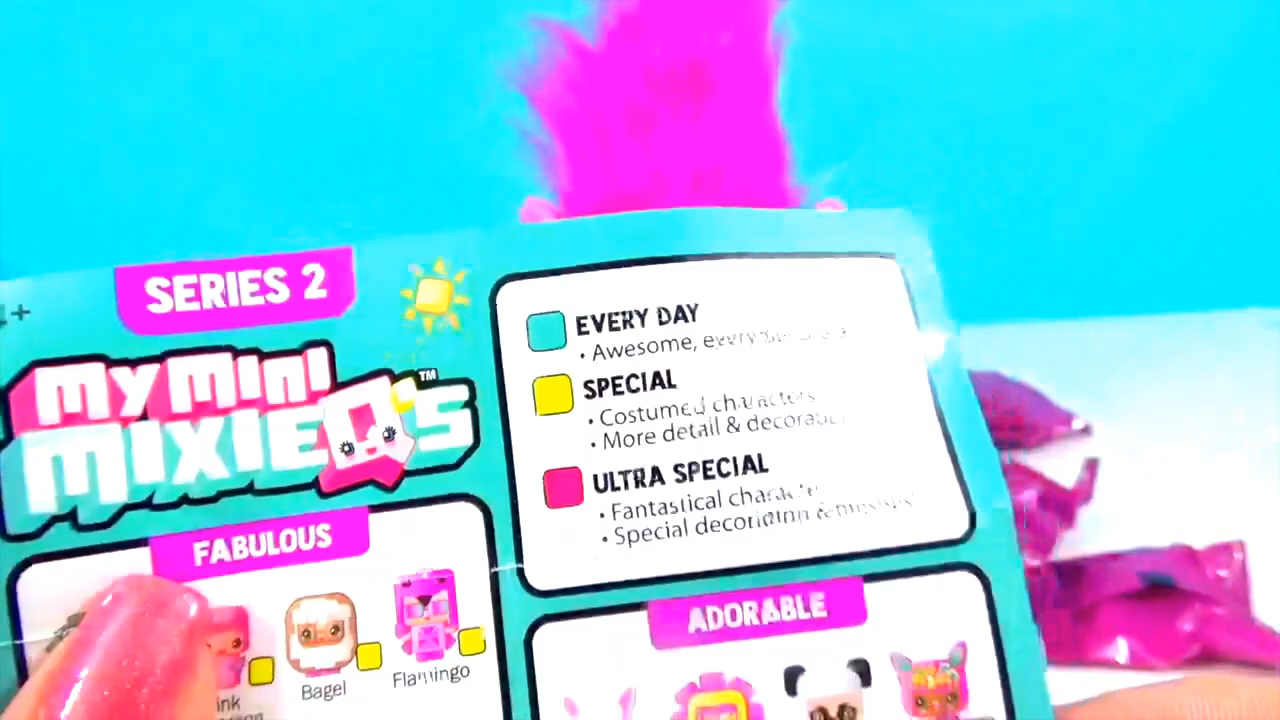 SERIES 2
MY MINI
MIXIEQ'S™
EVERY DAY
• Awesome,
SPECIAL
• Costumed characters
• More detail &
ULTRA SPECIAL
• Fantastical
• Special
FABULOUS
Bagel
Flamingo
ADORABLE